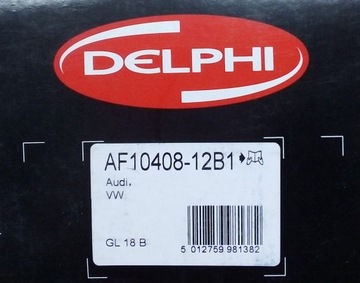 DELPHI
AF10408-12B1
Audi,
VW
GL 18 B
5 012759 981382